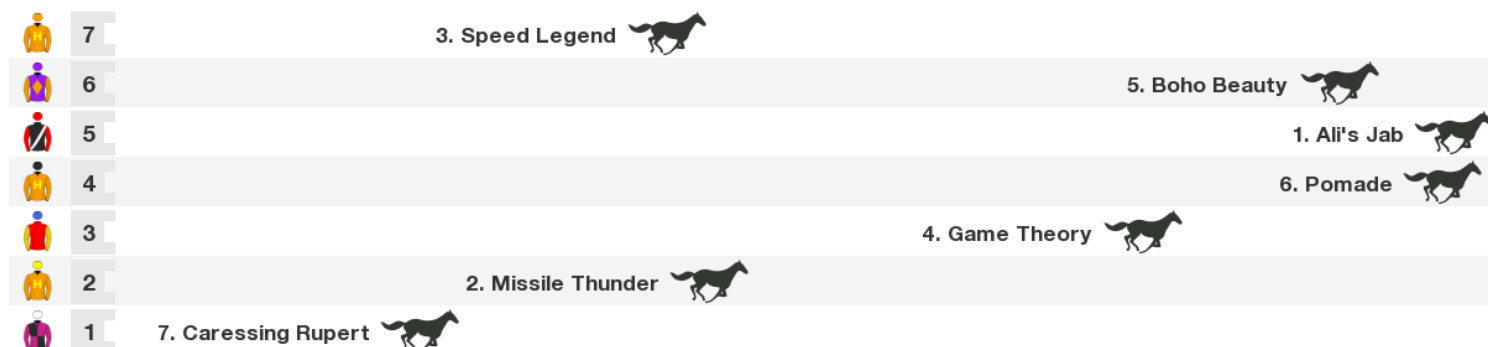 7 3. Speed Legend
6 5. Boho Beauty
5 1. Ali's Jab
4 6. Pomade
3 4. Game Theory
2 2. Missile Thunder
1 7. Caressing Rupert
H
H
H